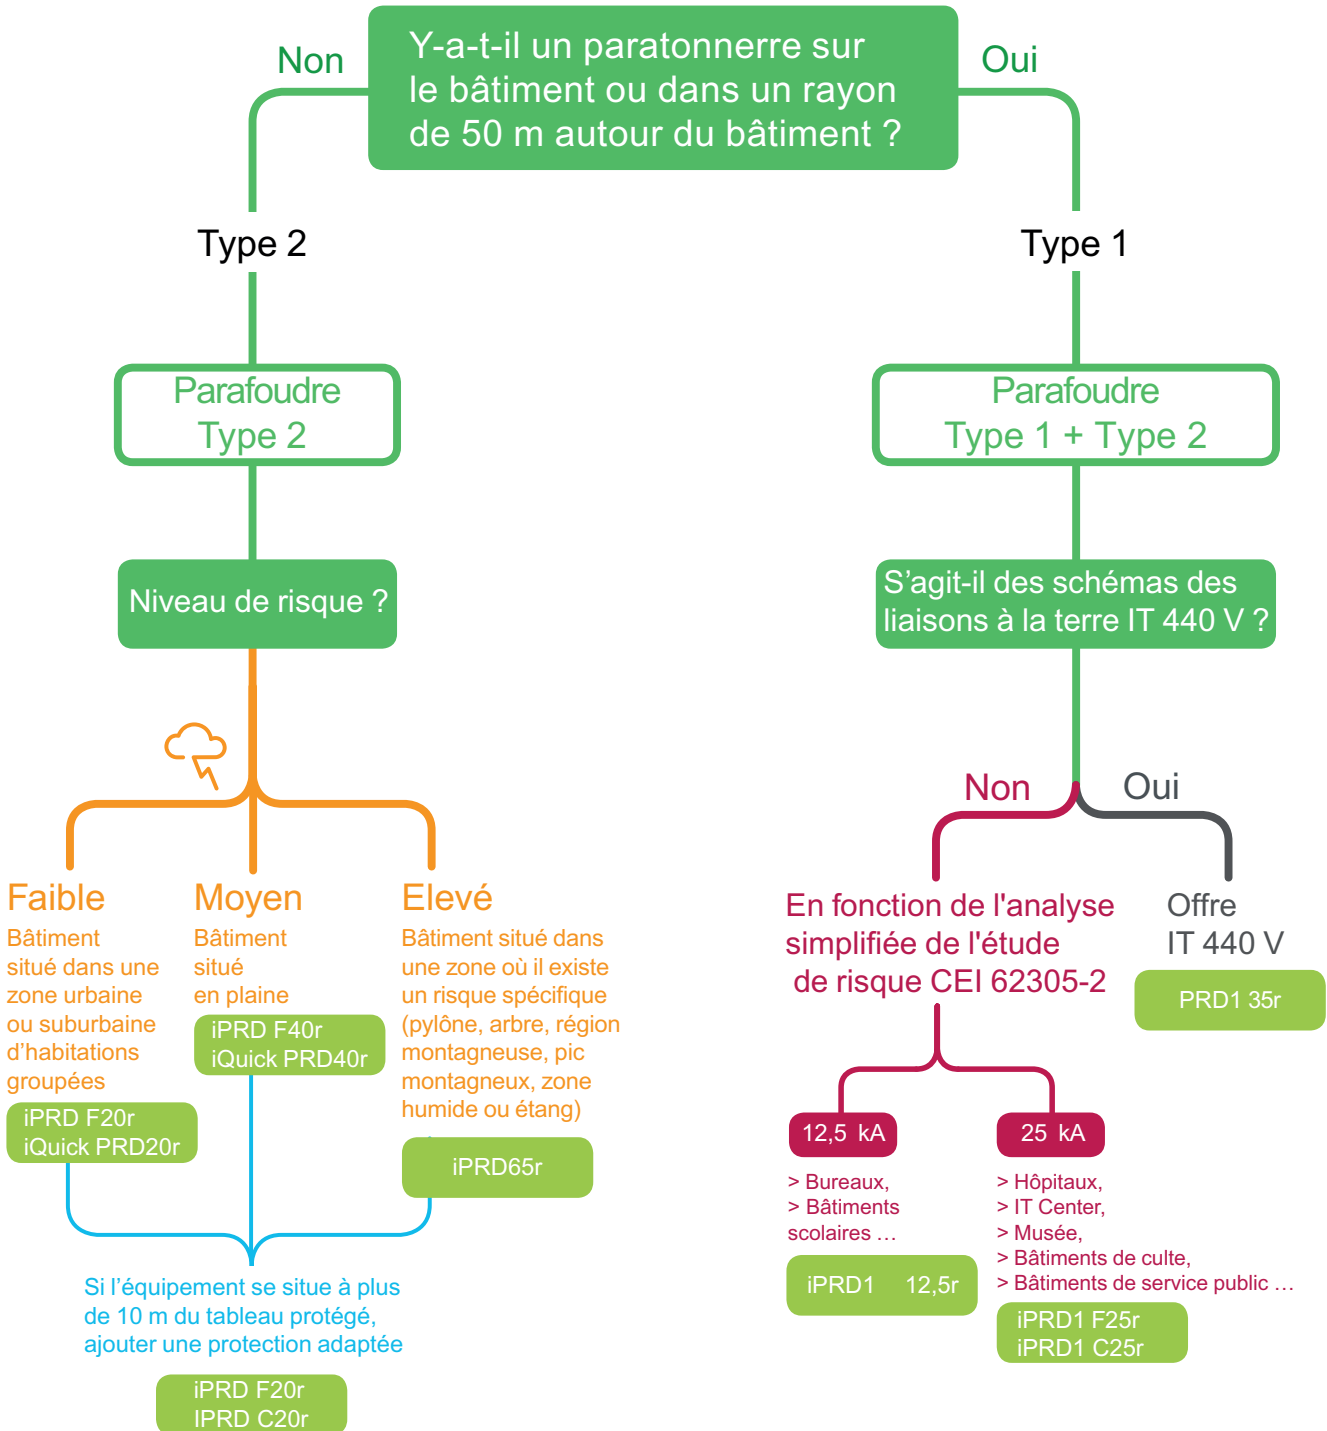 Y-a-t-il un paratonnerre sur
le bâtiment ou dans un rayon
de 50 m autour du bâtiment ?
Non
Oui
Type 2
Type 1
Parafoudre
Type 2
Parafoudre
Type 1 + Type 2
Niveau de risque ?
S’agit-il des schémas des
liaisons à la terre IT 440 V ?
Faible
Bâtiment
situé dans une
zone urbaine
ou suburbaine
d’habitations
groupées
iPRD F20r
iQuick PRD20r
Moyen
Bâtiment
situé
en plaine
iPRD F40r
iQuick PRD40r
Elevé
Bâtiment situé dans
une zone où il existe
un risque spécifique
(pylône, arbre, région
montagneuse, pic
montagneux, zone
humide ou étang)
iPRD65r
Si l’équipement se situe à plus
de 10 m du tableau protégé,
ajouter une protection adaptée
iPRD F20r
IPRD C20r
Non
Oui
En fonction de l'analyse
simplifiée de l'étude
de risque CEI 62305-2
Offre
IT 440 V
PRD1 35r
12,5 kA
> Bureaux,
> Bâtiments
scolaires …
iPRD1 12,5r
25 kA
> Hôpitaux,
> IT Center,
> Musée,
> Bâtiments de culte,
> Bâtiments de service public …
iPRD1 F25r
iPRD1 C25r